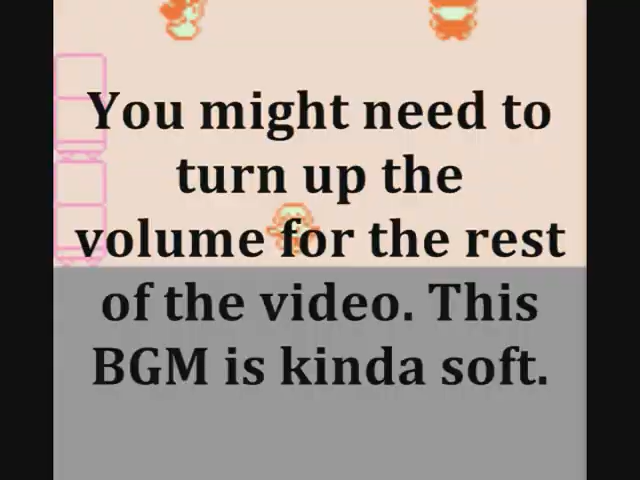 You might need to
turn up the
volume for the rest
of the video. This
BGM is kinda soft.